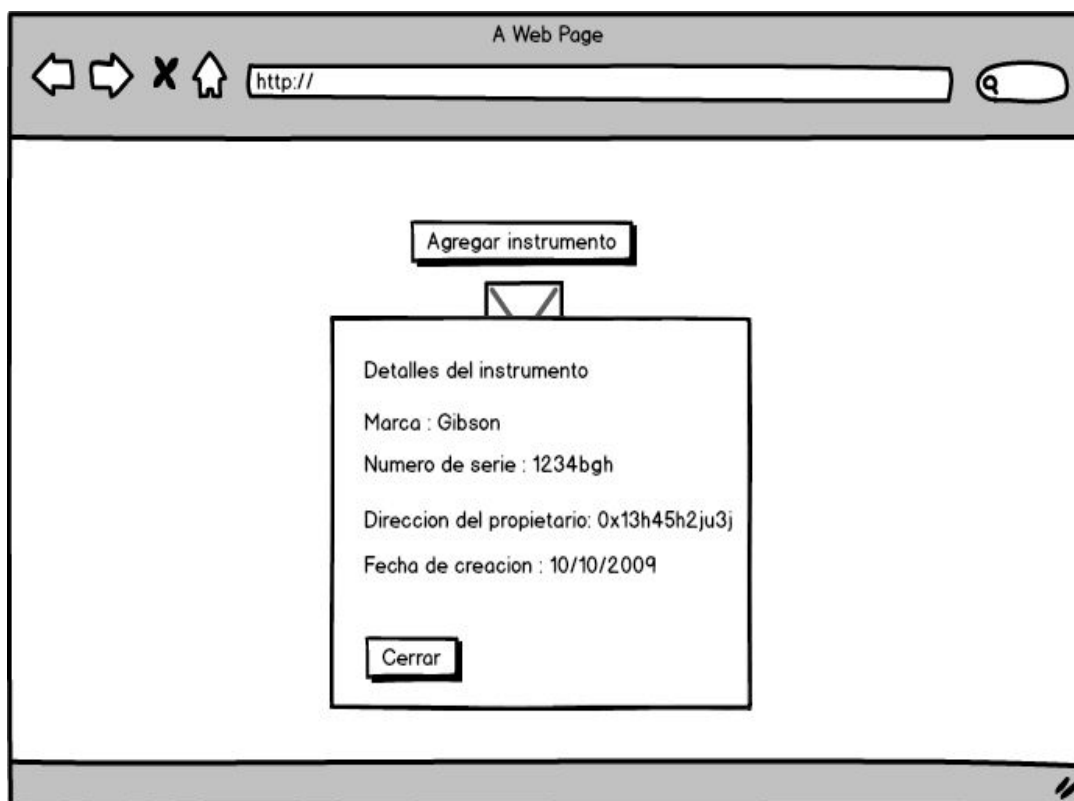 A Web Page
http://
Agregar instrumento
Detalles del instrumento
Marca : Gibson
Numero de serie : 1234bgh
Direccion del propietario: 0x13h45h2ju3j
Fecha de creacion : 10/10/2009
Cerrar